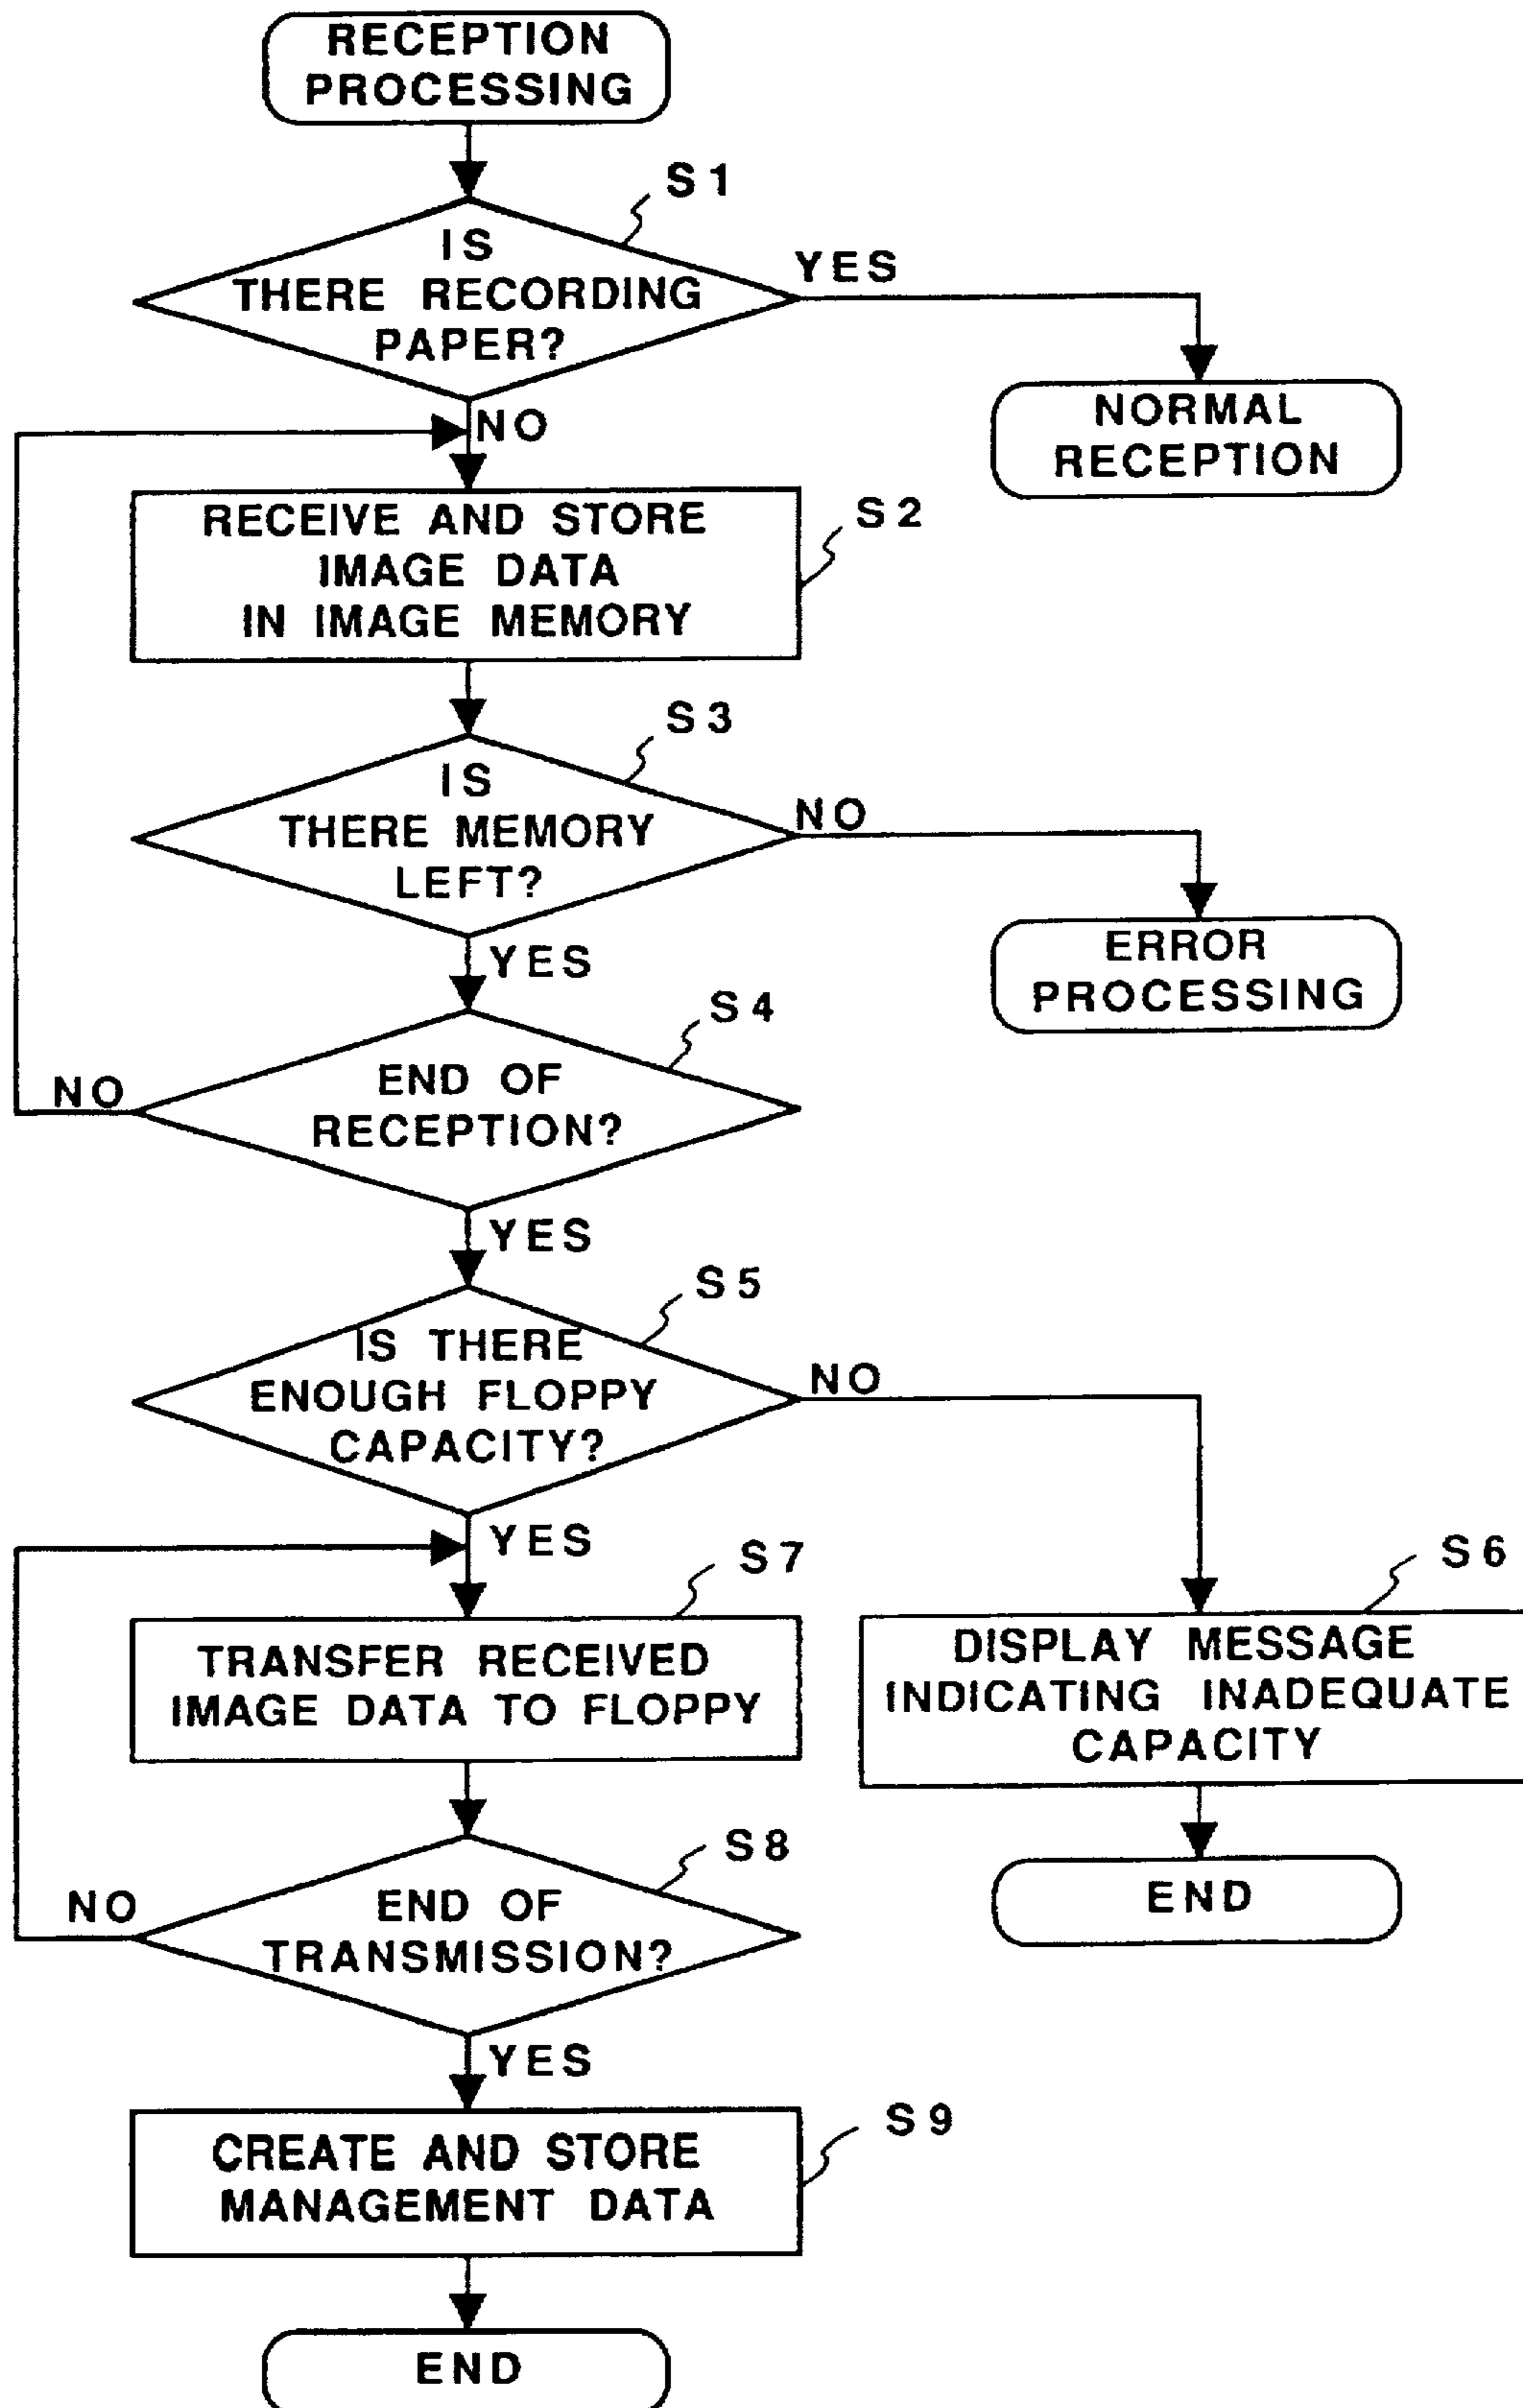 RECEPTION
PROCESSING
S1
IS
THERE RECORDING
PAPER?
YES
NORMAL
RECEPTION
NO
RECEIVE AND STORE
IMAGE DATA
IN IMAGE MEMORY
S2
S3
IS
THERE MEMORY
LEFT?
NO
ERROR
PROCESSING
YES
S4
END OF
RECEPTION?
NO
YES
S5
IS THERE
ENOUGH FLOPPY
CAPACITY?
NO
YES
S6
DISPLAY MESSAGE
INDICATING INADEQUATE
CAPACITY
END
S7
TRANSFER RECEIVED
IMAGE DATA TO FLOPPY
S8
END OF
TRANSMISSION?
NO
YES
S9
CREATE AND STORE
MANAGEMENT DATA
END